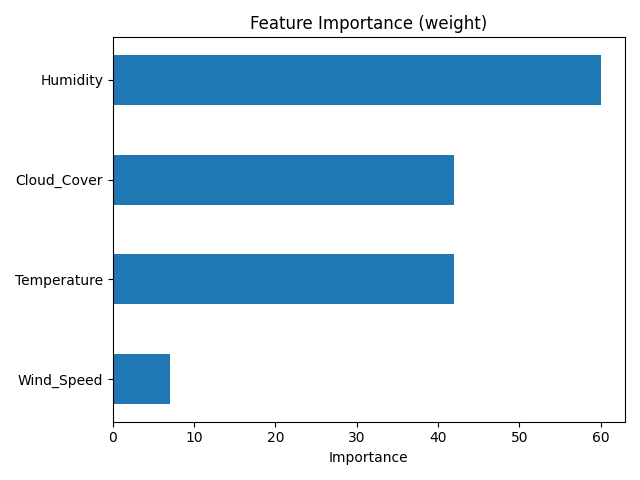 Feature Importance (weight)
Humidity
Cloud_Cover
Temperature
Wind_Speed
0 10 20 30 40 50 60
Importance